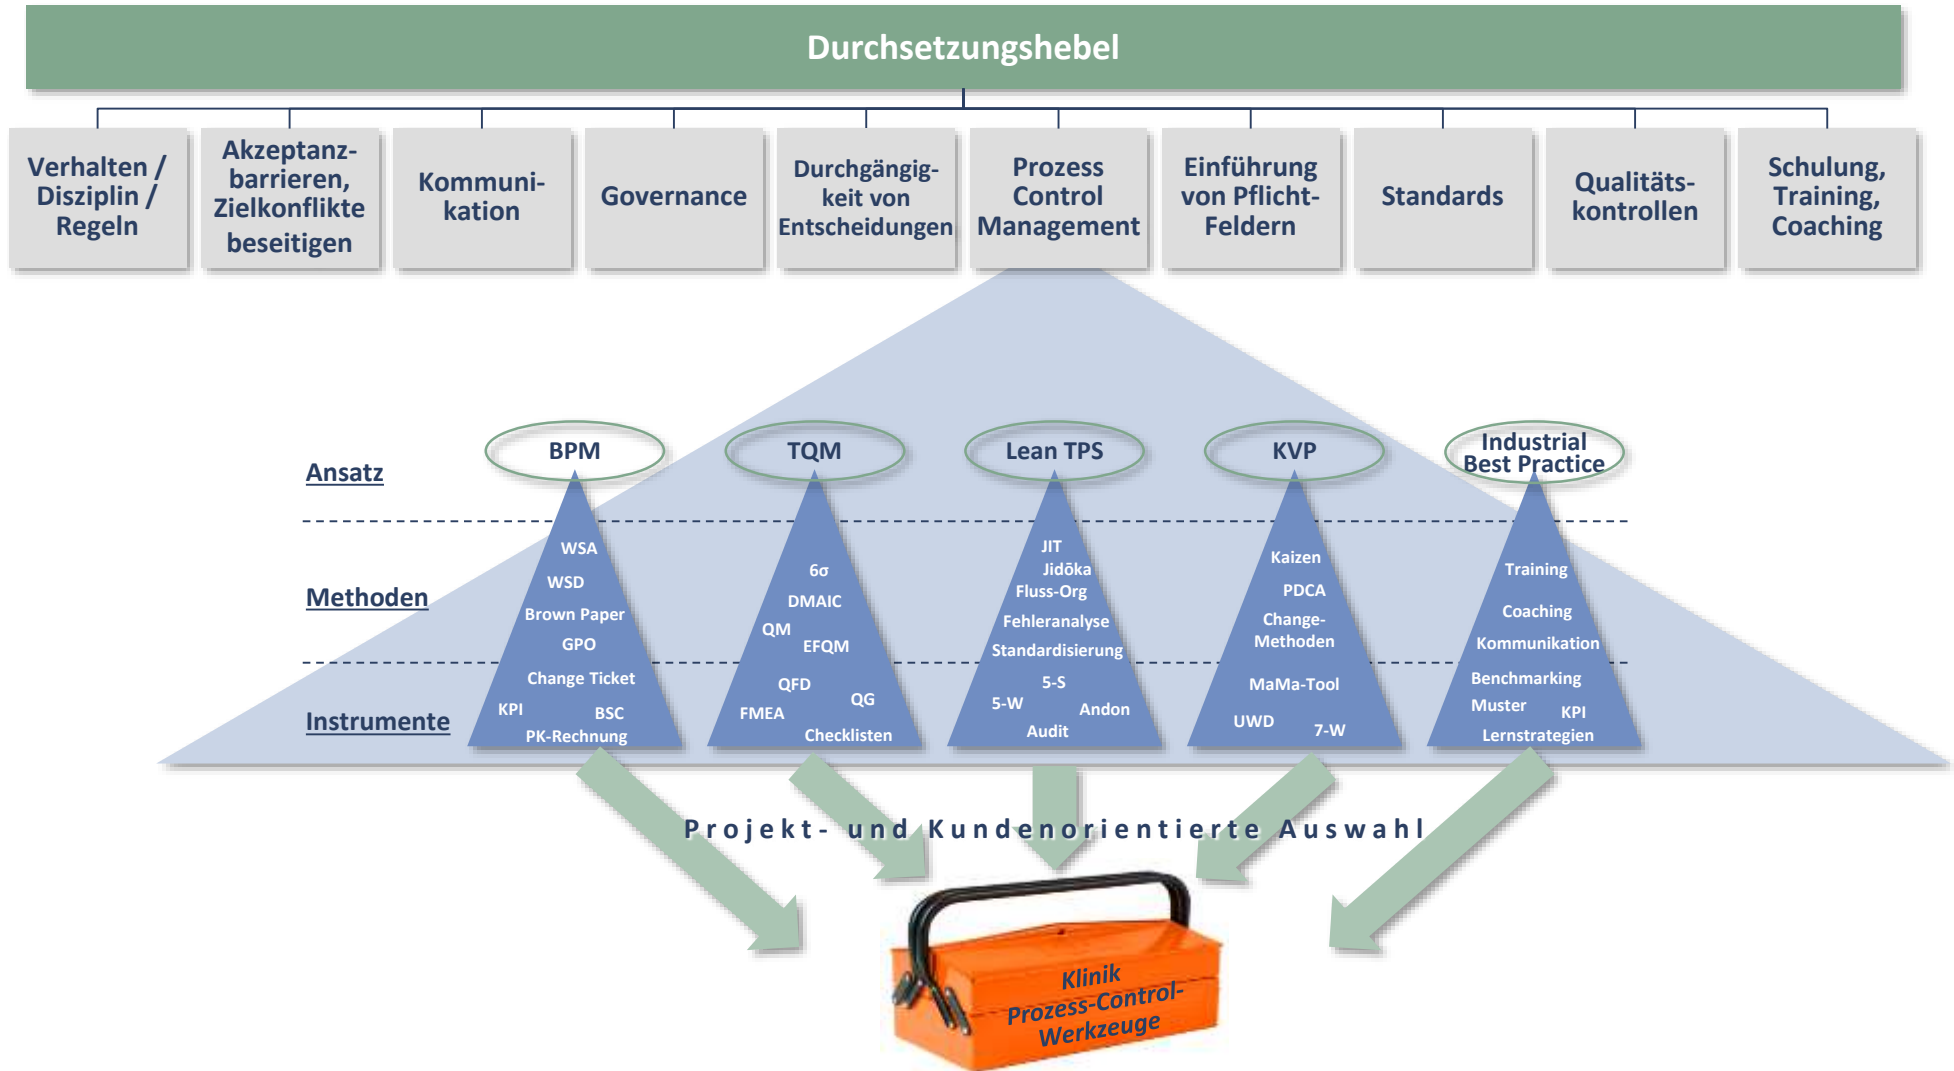 Durchsetzungshebel
Verhalten /
Disziplin /
Regeln
Akzeptanz-
barrieren,
Zielkonflikte
beseitigen
Kommuni-
kation
Governance
Durchgängig-
keit von
Entscheidungen
Prozess
Control
Management
Einführung
von Pflicht-
Feldern
Standards
Qualitäts-
kontrollen
Schulung,
Training,
Coaching
Ansatz
BPM
TQM
Lean TPS
KVP
Industrial
Best Practice
Methoden
WSA
WSD
Brown Paper
GPO
6σ
DMAIC
QM
EFQM
JIT
Jidōka
Fluss-Org
Fehleranalyse
Standardisierung
Kaizen
PDCA
Change-
Methoden
Training
Coaching
Kommunikation
Instrumente
Change Ticket
KPI
BSC
PK-Rechnung
QFD
QG
FMEA
Checklisten
5-S
5-W
Andon
Audit
MaMa-Tool
UWD
7-W
Benchmarking
Muster
KPI
Lernstrategien
Projekt- und Kundenorientierte Auswahl
Klinik
Prozess-Control-
Werkzeuge